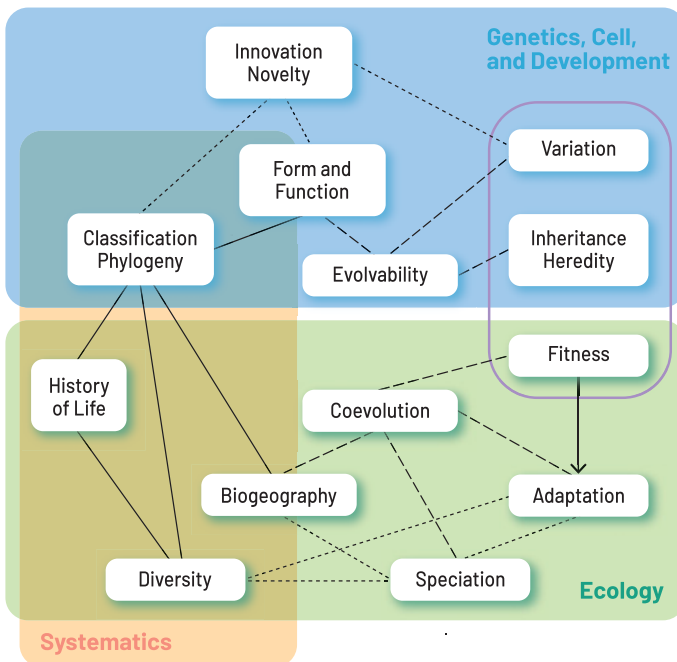 Genetics, Cell,
and Development
Innovation
Novelty
Variation
Form and
Function
Classification
Phylogeny
Inheritance
Heredity
Evolvability
Fitness
History
of Life
Coevolution
Biogeography
Adaptation
Diversity
Speciation
Ecology
Systematics